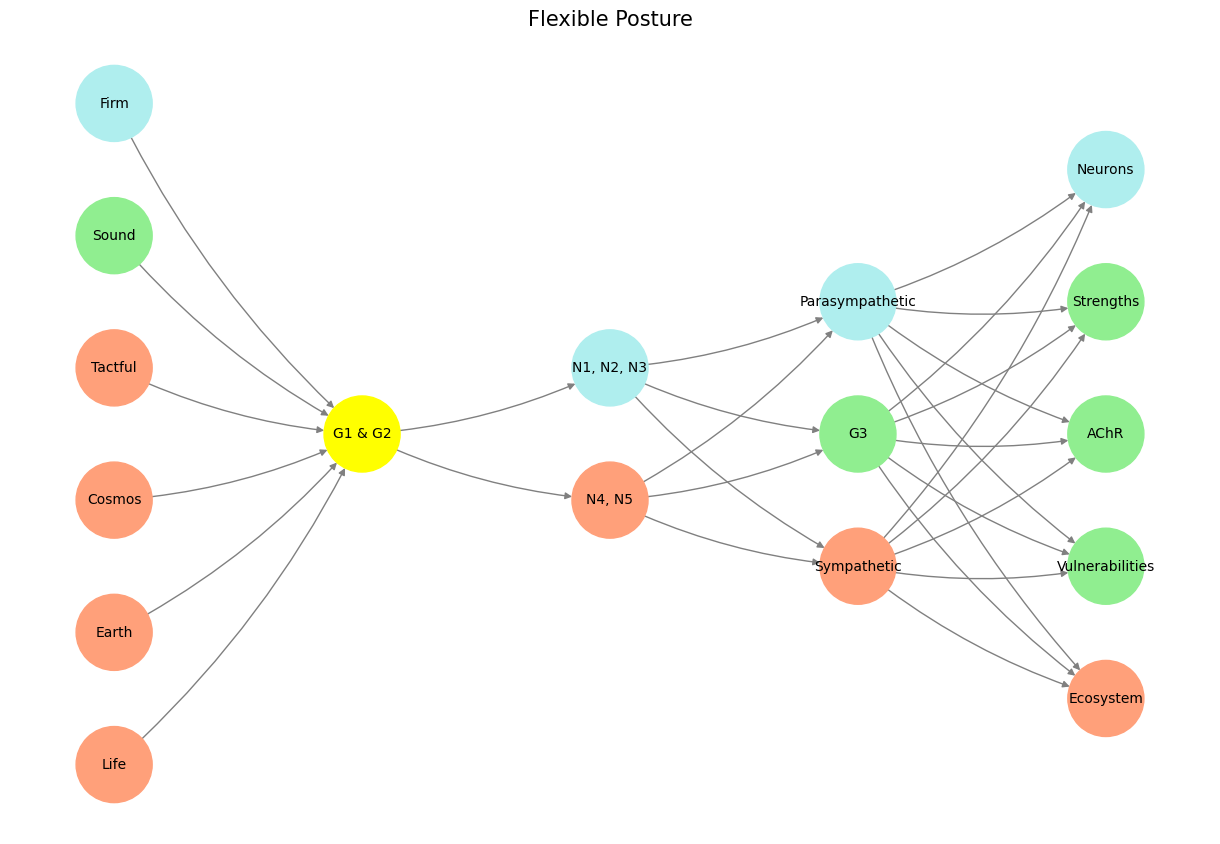 Flexible Posture
Firm
Sound
Tactful
Cosmos
Earth
Life
G1 & G2
N1, N2, N3
N4, N5
Parasympathetic
G3
Sympathetic
Neurons
Strengths
AChR
Vulnerabilities
Ecosystem